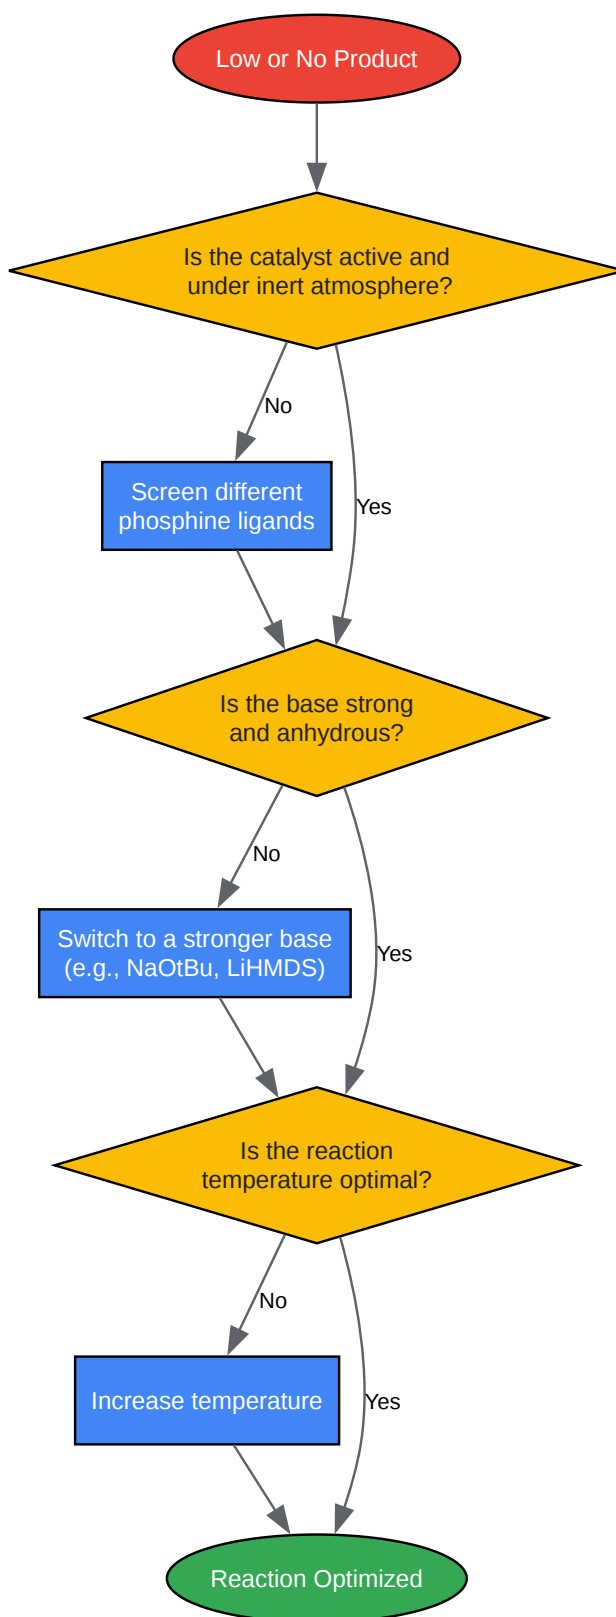 Low or No Product
Is the catalyst active and
under inert atmosphere?
No
Yes
Screen different
phosphine ligands
Is the base strong
and anhydrous?
No
Yes
Switch to a stronger base
(e.g., NaOtBu, LiHMDS)
Is the reaction
temperature optimal?
No
Yes
Increase temperature
Reaction Optimized